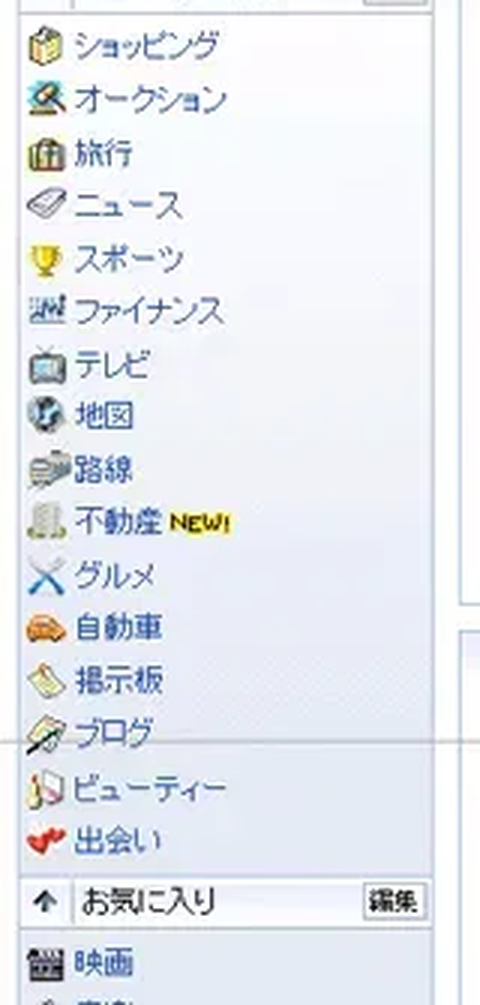 ショッピング
オークション
旅行
ニュース
スポーツ
ファイナンス
テレビ
地図
路線
不動産 NEW!
グルメ
自動車
掲示板
ブログ
ビューティー
出会い
お気に入り 編集
映画